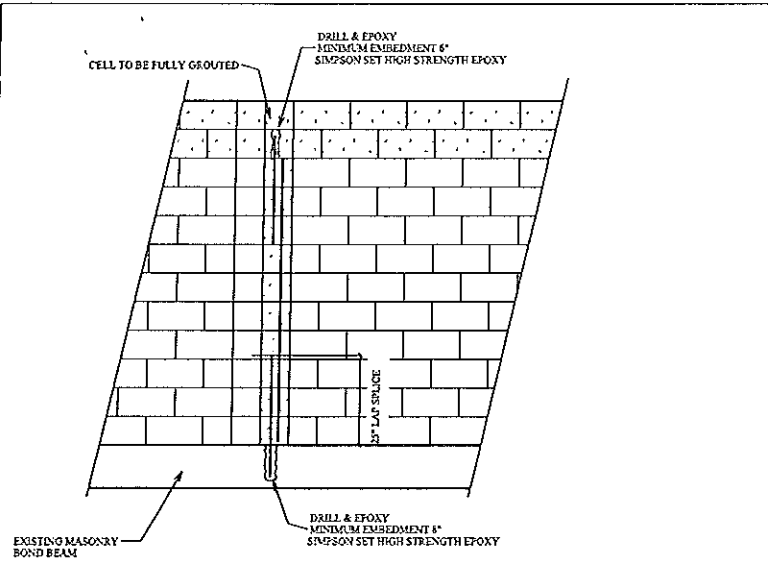 DRILL & EPOXY
MINIMUM EMBEDMENT 6"
SIMPSON SET HIGH STRENGTH EPOXY
CELL TO BE FULLY GROUTED
25" LAP SPLICE
DRILL & EPOXY
MINIMUM EMBEDMENT 6"
SIMPSON SET HIGH STRENGTH EPOXY
EXISTING MASONRY
BOND BEAM